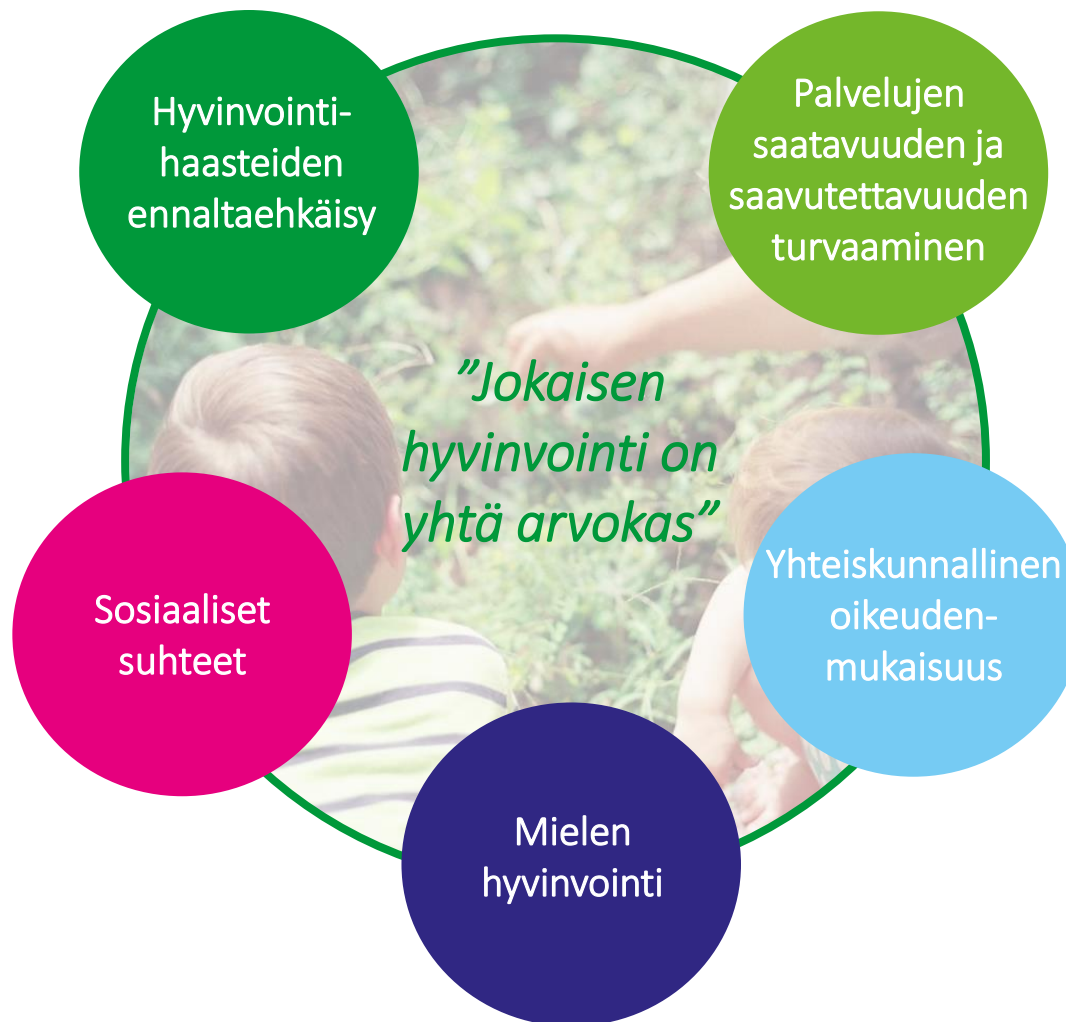 Hyvinvointi-
haasteiden
ennaltaehkäisy
Palvelujen
saatavuuden ja
saavutettavuuden
turvaaminen
”Jokaisen
hyvinvointi on
yhtä arvokas”
Sosiaaliset
suhteet
Yhteiskunnallinen
oikeuden-
mukaisuus
Mielen
hyvinvointi